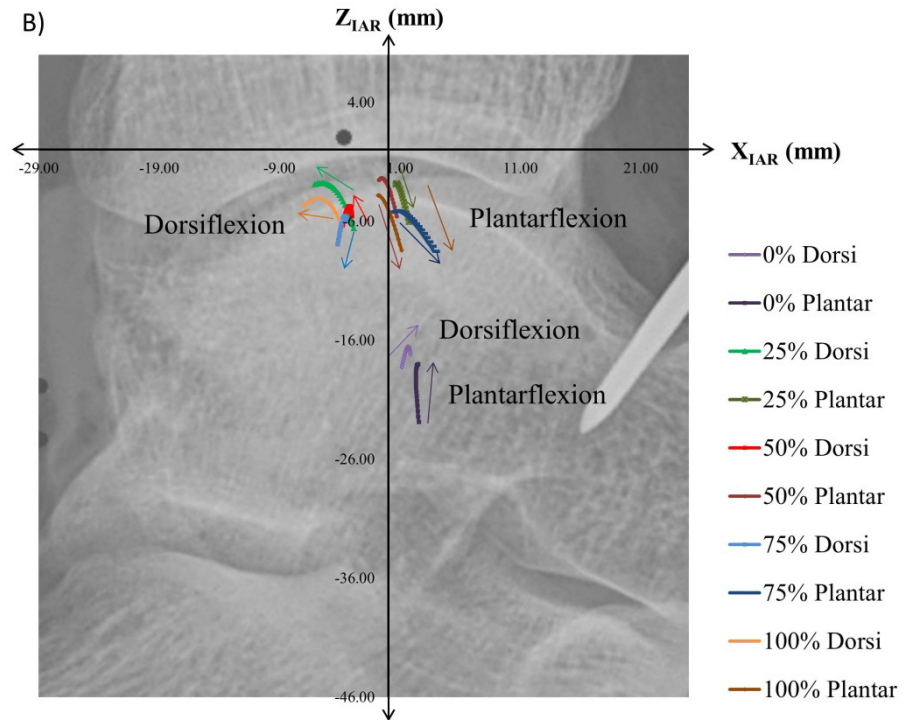 B)
Z_IAR (mm)
4.00
-29.00 -19.00 -9.00 1.00 11.00 21.00
X_IAR (mm)
Dorsiflexion
-6.00
Plantarflexion
Dorsiflexion
-16.00
Plantarflexion
-26.00
-36.00
-46.00
0% Dorsi
0% Plantar
25% Dorsi
25% Plantar
50% Dorsi
50% Plantar
75% Dorsi
75% Plantar
100% Dorsi
100% Plantar